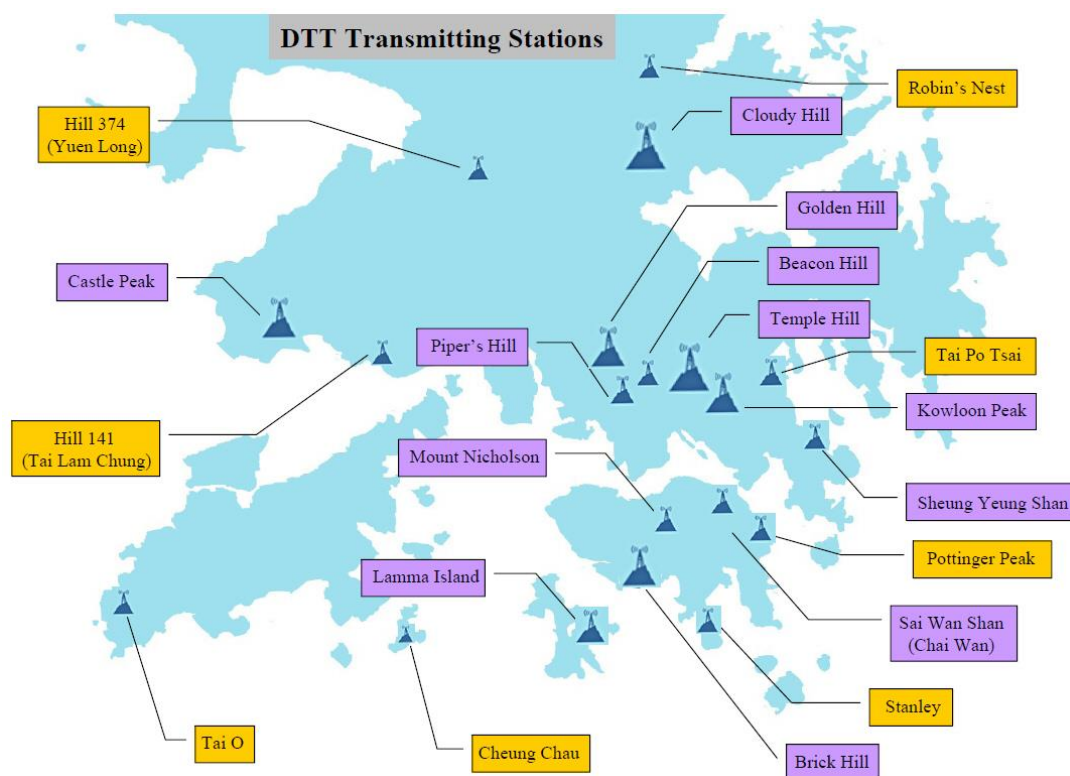 DTT Transmitting Stations
Robin's Nest
Cloudy Hill
Hill 374
(Yuen Long)
Golden Hill
Beacon Hill
Castle Peak
Temple Hill
Piper's Hill
Tai Po Tsai
Kowloon Peak
Hill 141
(Tai Lam Chung)
Mount Nicholson
Sheung Yeung Shan
Pottinger Peak
Lamma Island
Sai Wan Shan
(Chai Wan)
Stanley
Tai O
Cheung Chau
Brick Hill